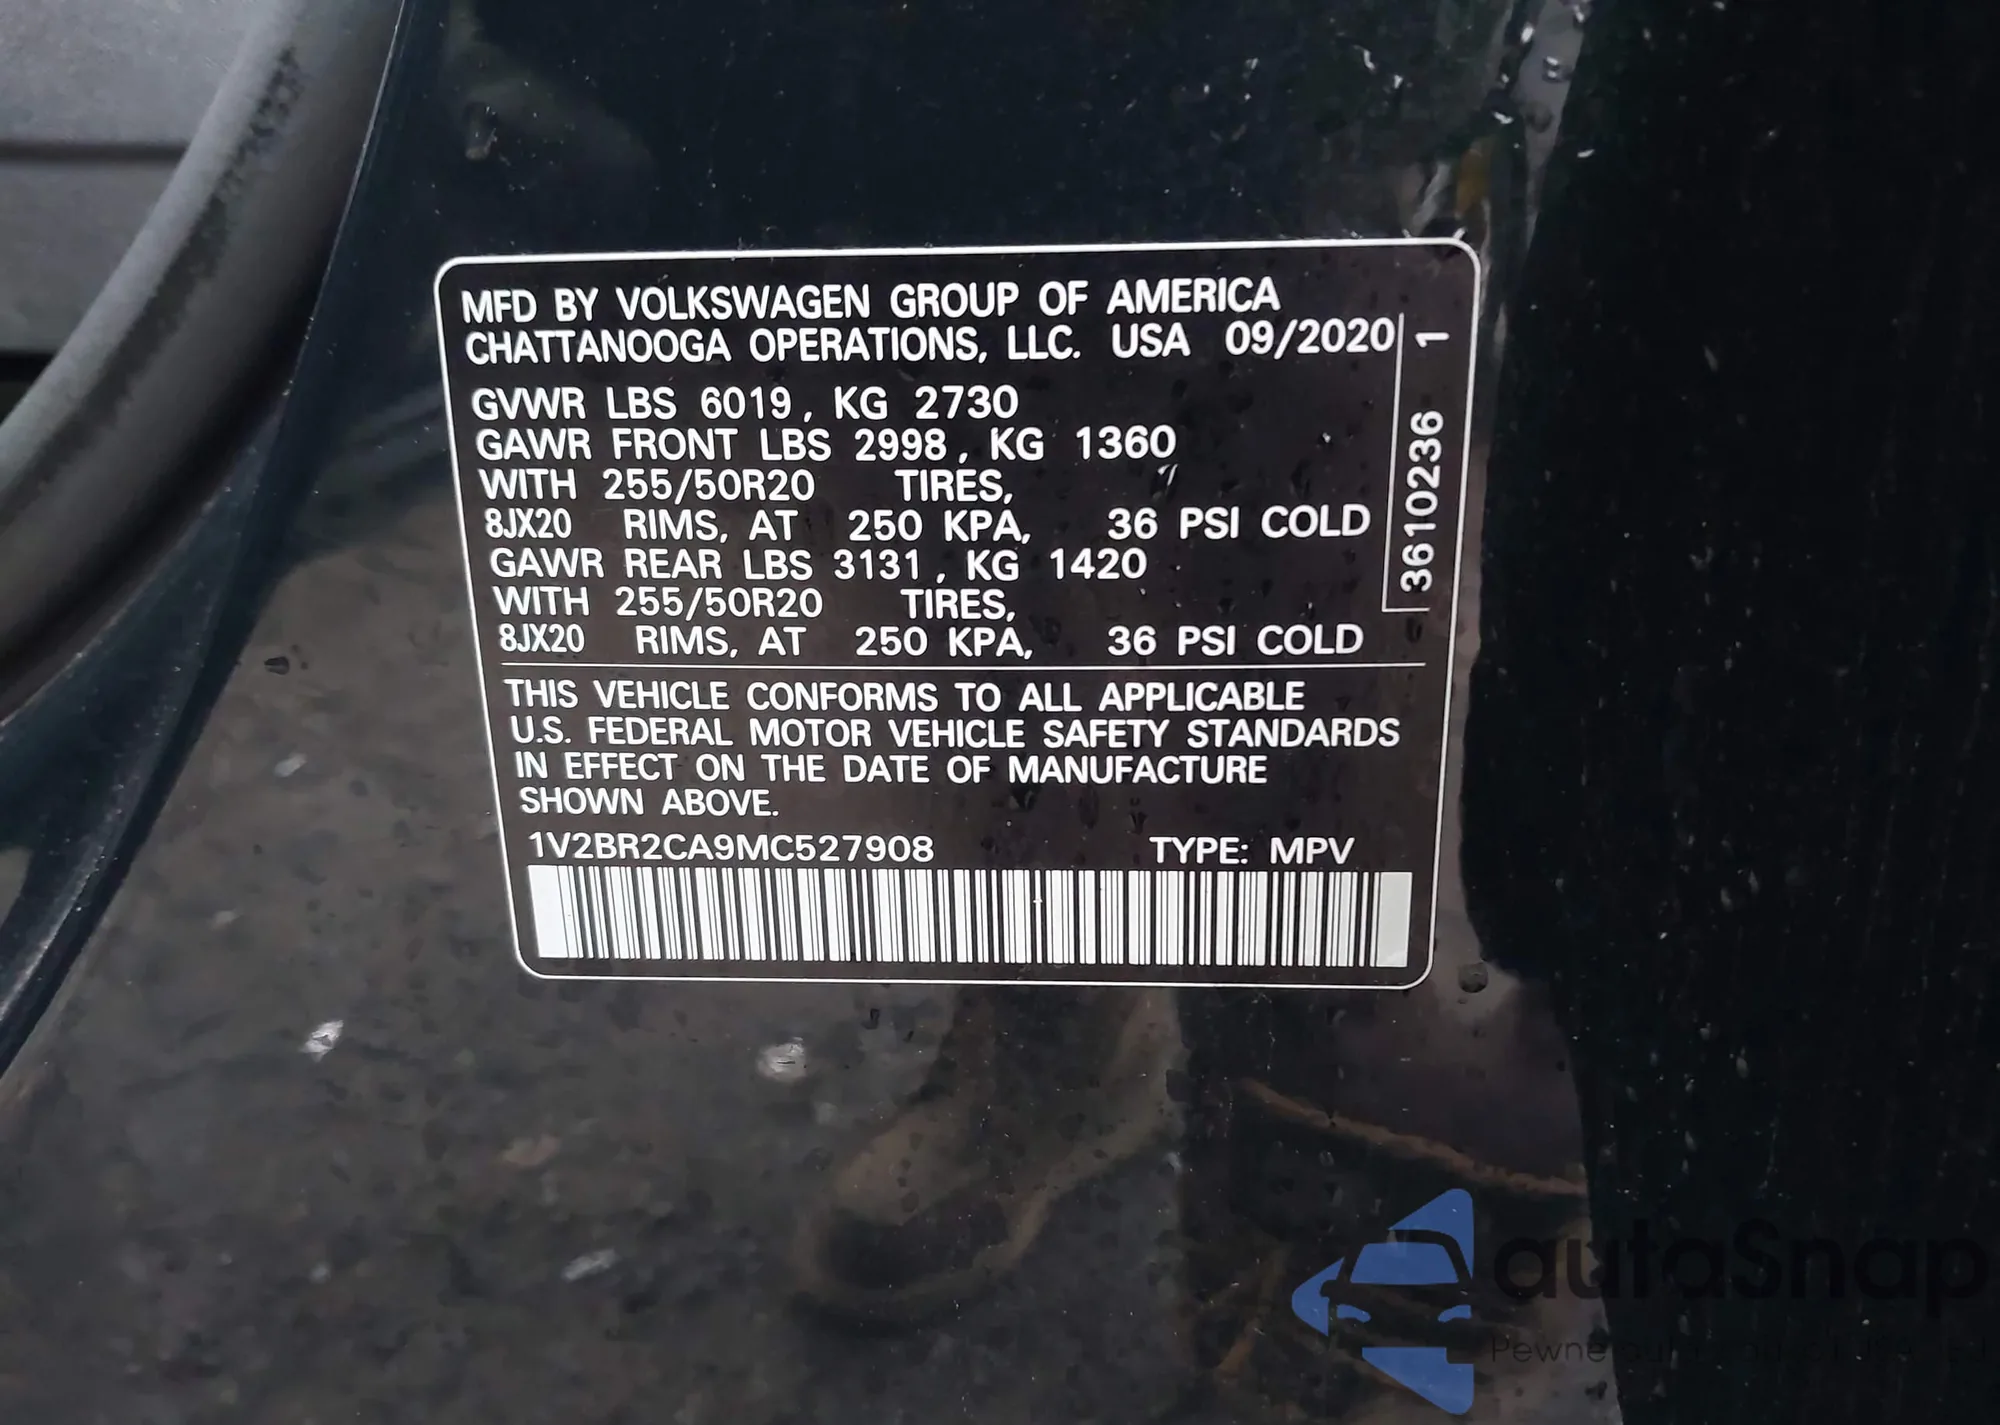 MFD BY VOLKSWAGEN GROUP OF AMERICA
CHATTANOOGA OPERATIONS, LLC. USA 09/2020
GVWR LBS 6019, KG 2730
GAWR FRONT LBS 2998, KG 1360
WITH 255/50R20 TIRES,
8JX20 RIMS, AT 250 KPA, 36 PSI COLD
GAWR REAR LBS 3131, KG 1420
WITH 255/50R20 TIRES,
8JX20 RIMS, AT 250 KPA, 36 PSI COLD
3610236 1
THIS VEHICLE CONFORMS TO ALL APPLICABLE
U.S. FEDERAL MOTOR VEHICLE SAFETY STANDARDS
IN EFFECT ON THE DATE OF MANUFACTURE
SHOWN ABOVE.
1V2BR2CA9MC527908 TYPE: MPV
autaSnap
Pewne